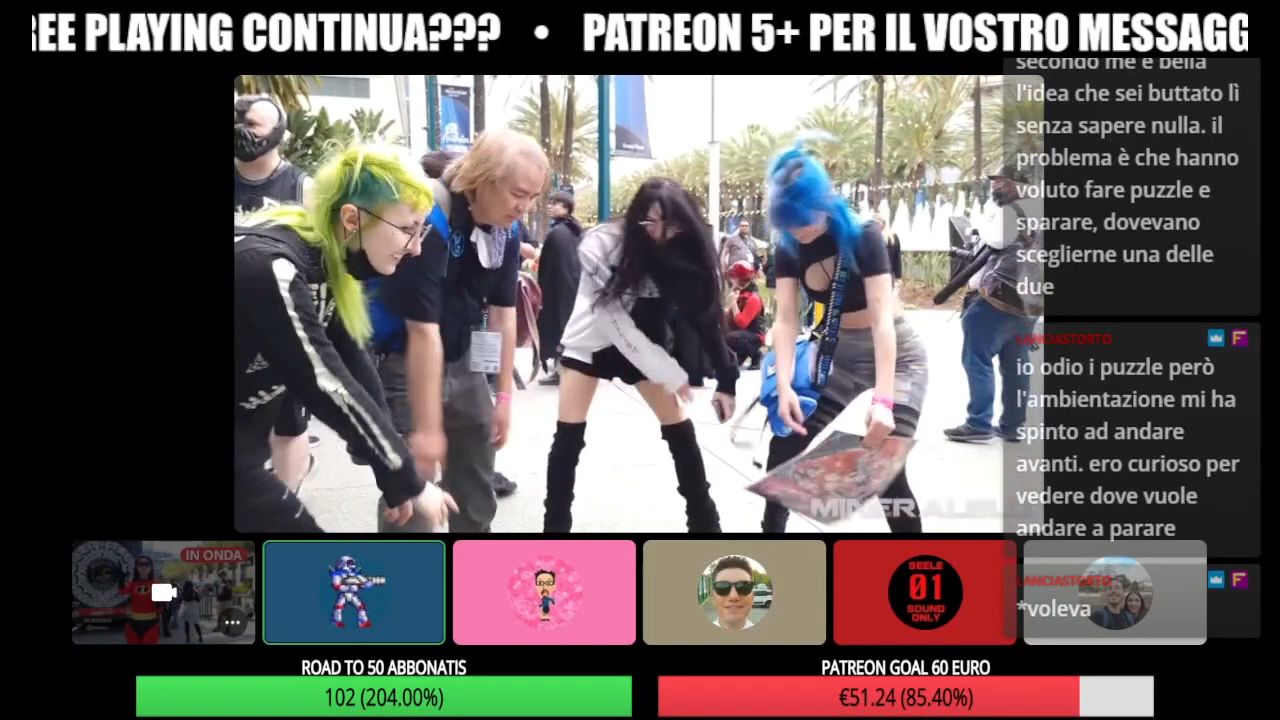 REE PLAYING CONTINUA??? • PATREON 5+ PER IL VOSTRO MESSAGG
secondo me è bella
l'idea che sei buttato lì
senza sapere nulla. il
problema è che hanno
voluto fare puzzle e
sparare, dovevano
sceglierne una delle
due
LANCIASTORTO
io odio i puzzle però
l'ambientazione mi ha
spinto ad andare
avanti. ero curioso per
vedere dove vuole
andare a parare
MINERALBLU
IN ONDA
SEELE
01
SOUND
ONLY
LANCIASTORTO
*voleva
ROAD TO 50 ABBONATIS
102 (204.00%)
PATREON GOAL 60 EURO
€51.24 (85.40%)